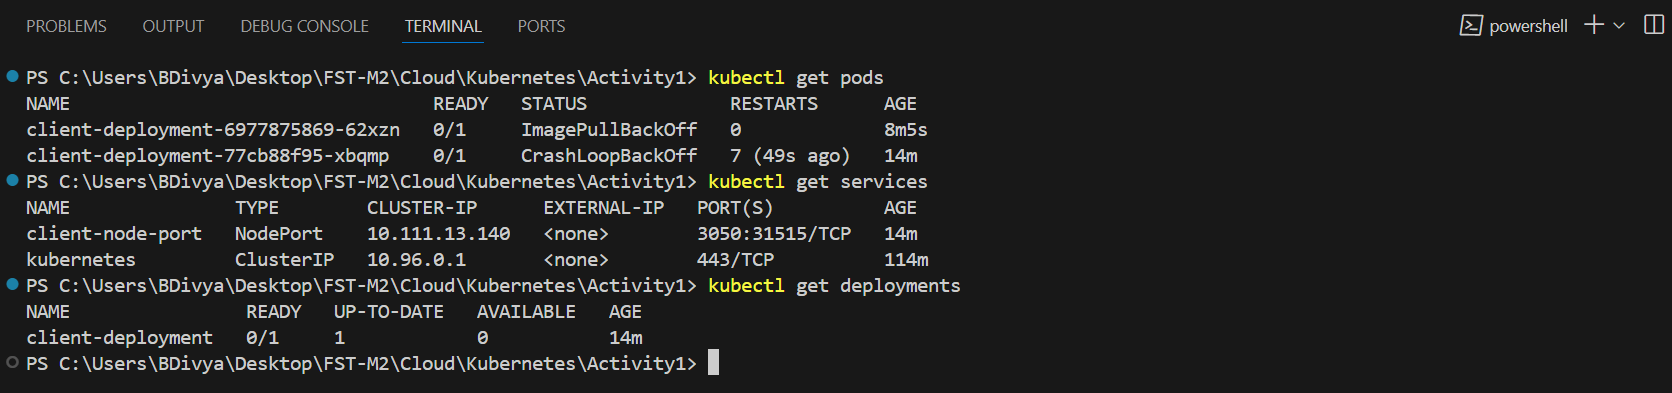 PROBLEMS OUTPUT DEBUG CONSOLE TERMINAL PORTS powershell
PS C:\Users\BDivya\Desktop\FST-M2\Cloud\Kubernetes\Activity1> kubectl get pods
NAME READY STATUS RESTARTS AGE
client-deployment-6977875869-62xzn 0/1 ImagePullBackOff 0 8m5s
client-deployment-77cb88f95-xbqmp 0/1 CrashLoopBackOff 7 (49s ago) 14m
PS C:\Users\BDivya\Desktop\FST-M2\Cloud\Kubernetes\Activity1> kubectl get services
NAME TYPE CLUSTER-IP EXTERNAL-IP PORT(S) AGE
client-node-port NodePort 10.111.13.140 <none> 3050:31515/TCP 14m
kubernetes ClusterIP 10.96.0.1 <none> 443/TCP 114m
PS C:\Users\BDivya\Desktop\FST-M2\Cloud\Kubernetes\Activity1> kubectl get deployments
NAME READY UP-TO-DATE AVAILABLE AGE
client-deployment 0/1 1 0 14m
PS C:\Users\BDivya\Desktop\FST-M2\Cloud\Kubernetes\Activity1>